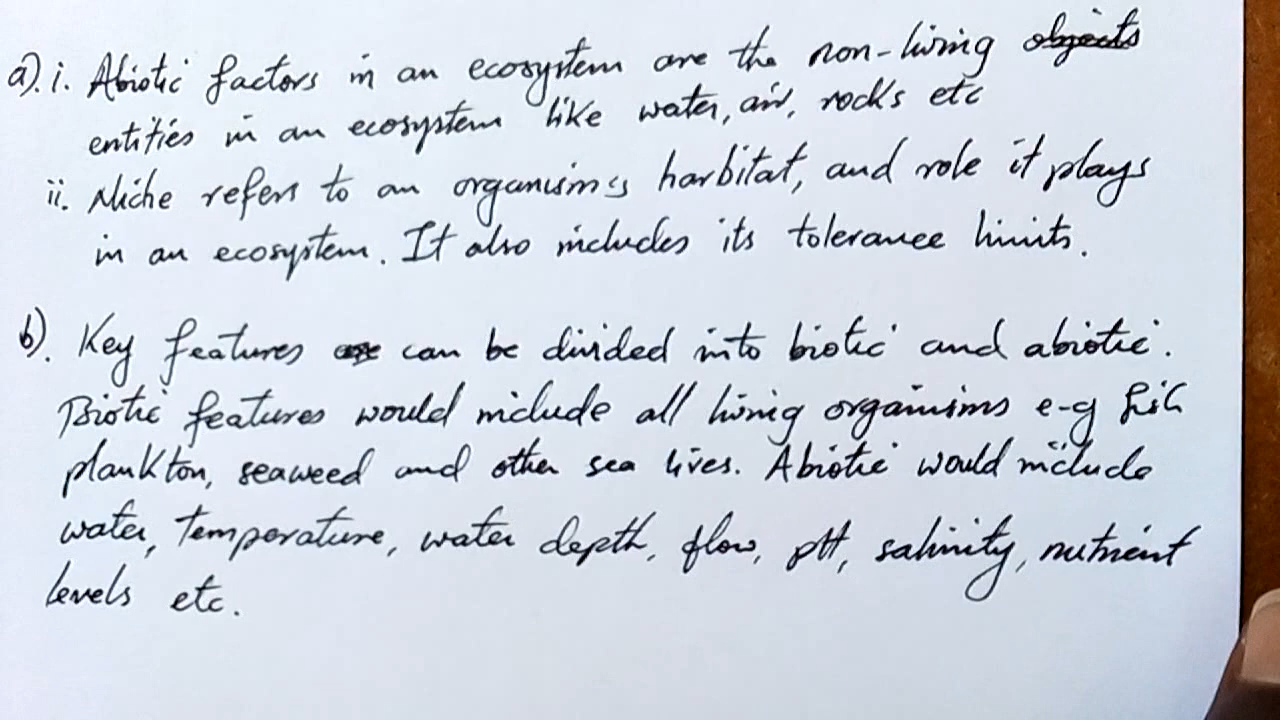 a). i. Abiotic factors in an ecosystem are the non-living objects
entities in an ecosystem like water, air, rocks etc
ii. Niche refers to an organism's harbitat, and role it plays
in an ecosystem. It also includes its tolerance limits.
b). Key features can be divided into biotic and abiotic.
Biotic features would include all living organisms e-g fish
plankton, seaweed and other sea lives. Abiotic would include
water, temperature, water depth, flow, pH, salinity, nutrient
levels etc.